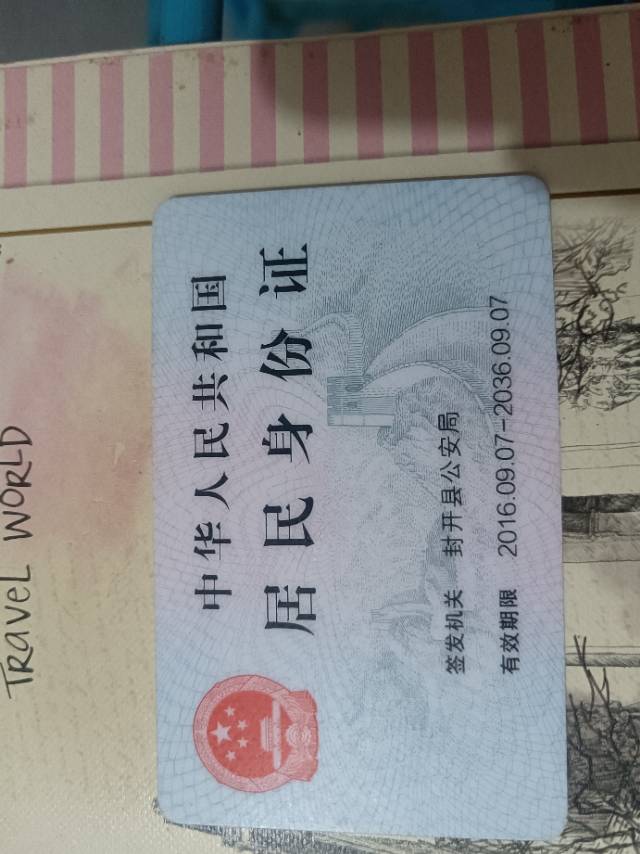 TRAVEL WORLD
中华人民共和国
居民身份证
签发机关 封开县公安局
有效期限 2016.09.07-2036.09.07